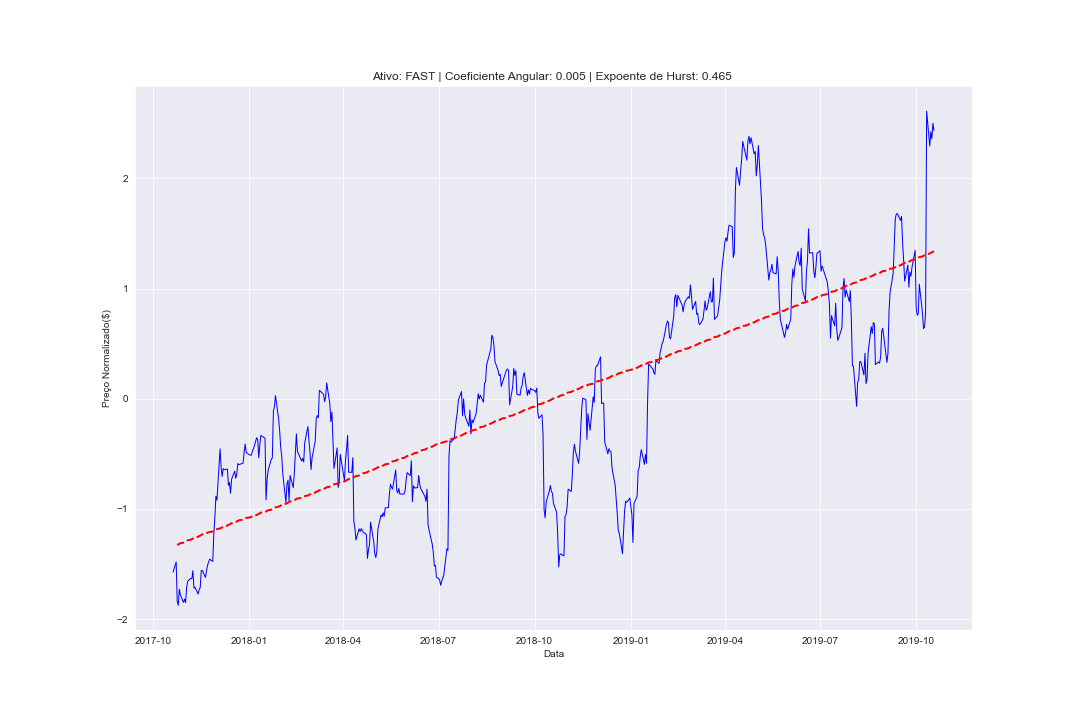 Ativo: FAST | Coeficiente Angular: 0.005 | Expoente de Hurst: 0.465
Preço Normalizado($)
2
1
0
−1
−2
2017-10 2018-01 2018-04 2018-07 2018-10 2019-01 2019-04 2019-07 2019-10
Data